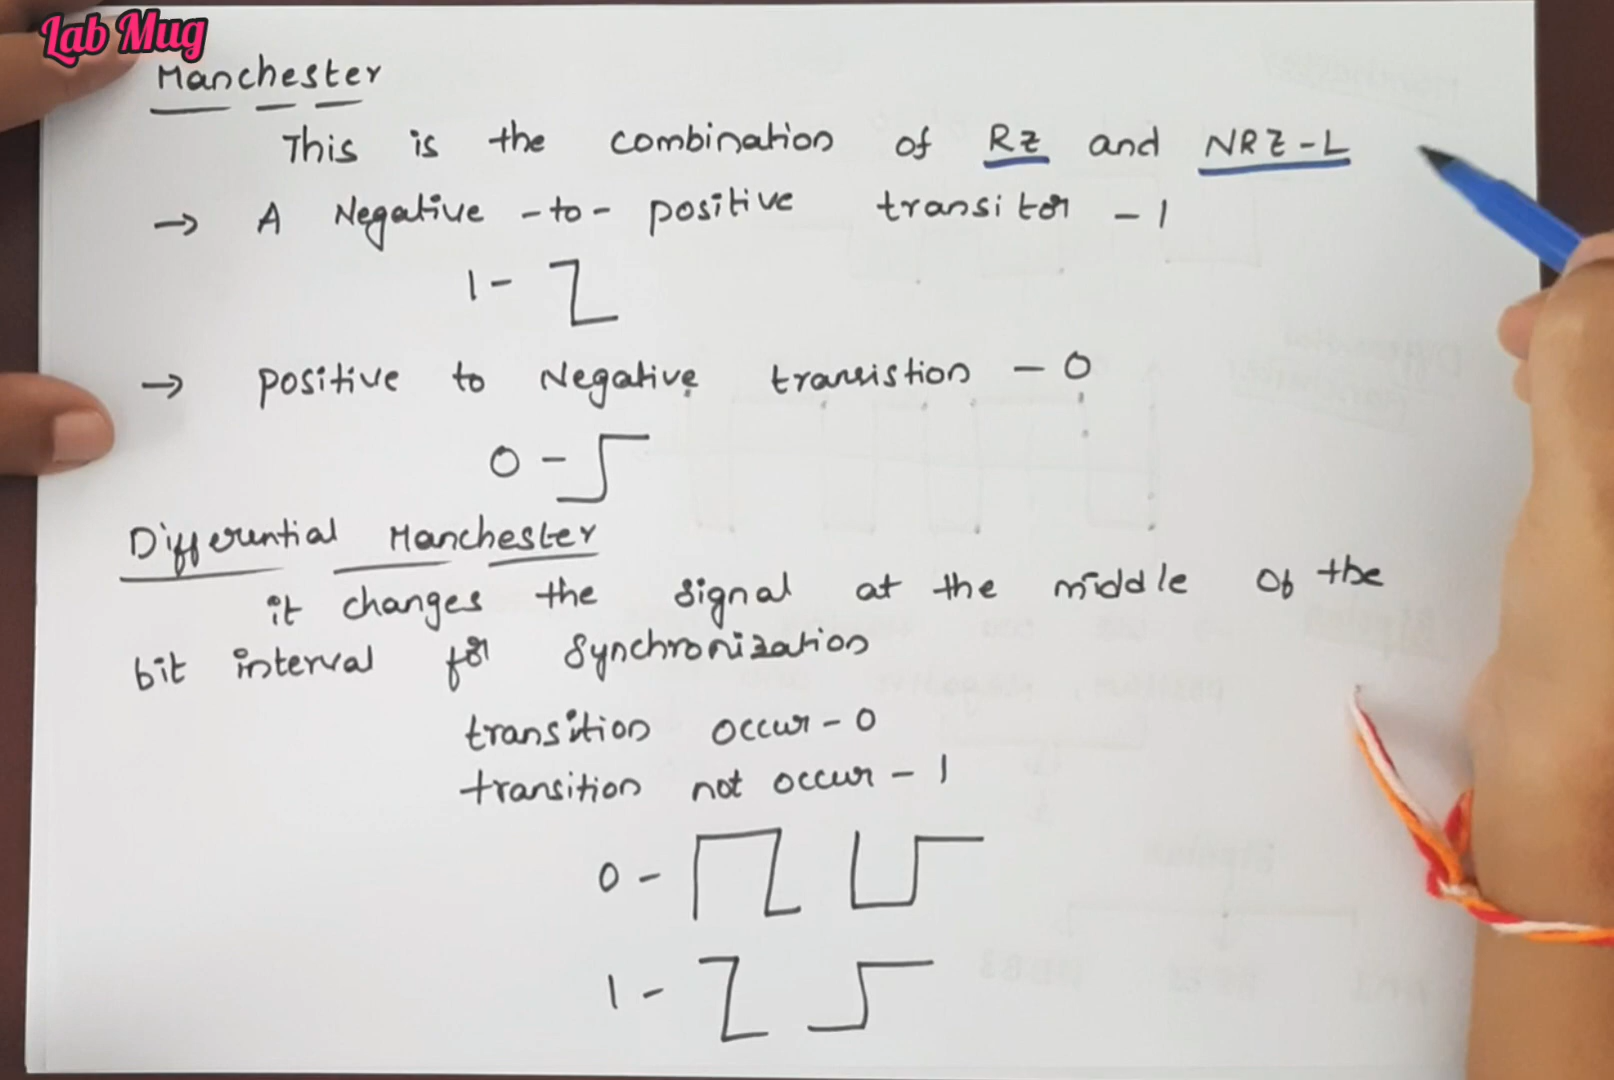 Lab Mug
Manchester
This is the combination of RZ and NRZ-L
→ A Negative -to- positive transitor - 1
1 -
→ positive to Negative transistion - 0
0 -
Differential Manchester
it changes the signal at the middle of the
bit interval for synchronization
transition occur - 0
transition not occur - 1
0 -
1 -